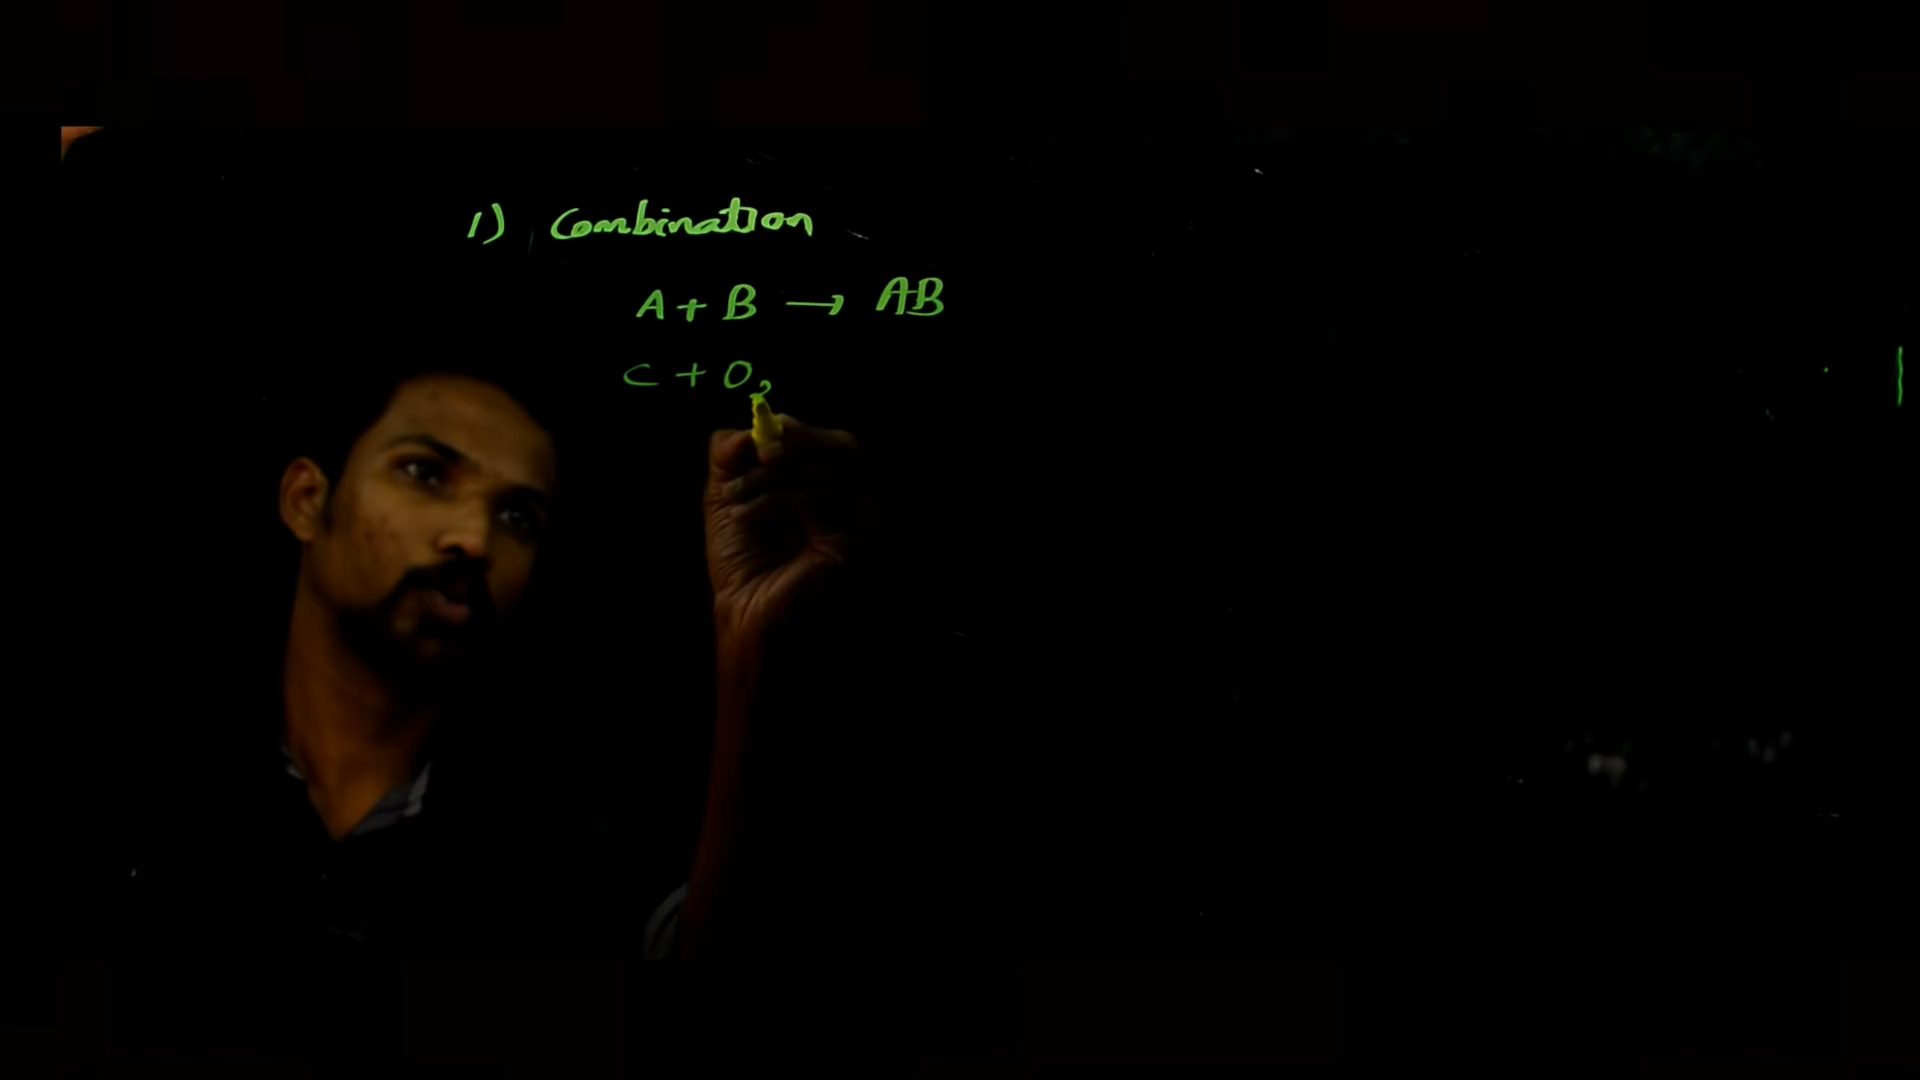 1) Combination
A + B → AB
C + O₂